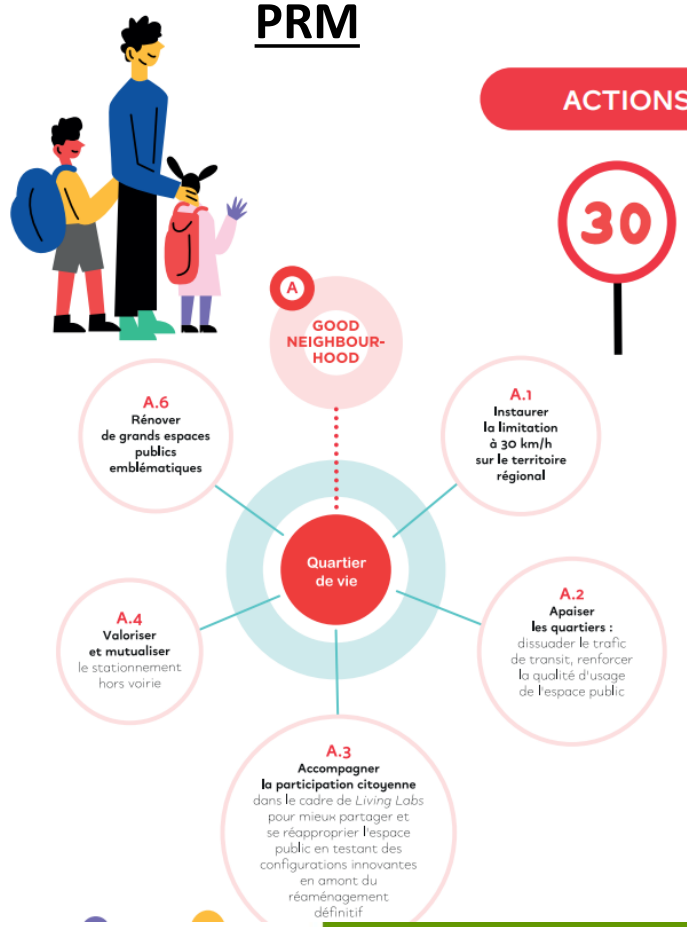 PRM
ACTIONS
30
A
GOOD
NEIGHBOUR-
HOOD
A.6
Rénover
de grands espaces
publics
emblématiques
A.1
Instaurer
la limitation
à 30 km/h
sur le territoire
régional
Quartier
de vie
A.4
Valoriser
et mutualiser
le stationnement
hors voirie
A.2
Apaiser
les quartiers :
dissuader le trafic
de transit, renforcer
la qualité d'usage
de l'espace public
A.3
Accompagner
la participation citoyenne
dans le cadre de Living Labs
pour mieux partager et
se réapproprier l'espace
public en testant des
configurations innovantes
en amont du
réaménagement
définitif